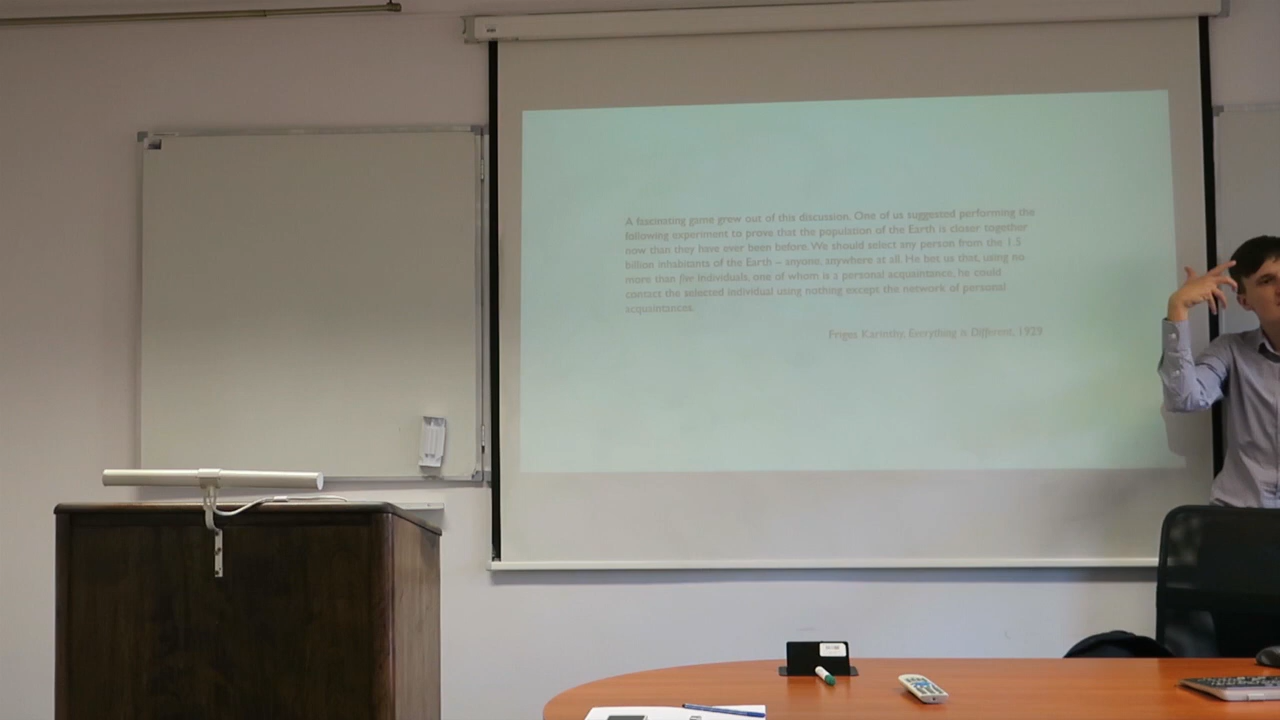 A fascinating game grew out of this discussion. One of us suggested performing the
following experiment to prove that the population of the Earth is closer together
now than they have ever been before. We should select any person from the 1.5
billion inhabitants of the Earth – anyone, anywhere at all. He bet us that, using no
more than five individuals, one of whom is a personal acquaintance, he could
contact the selected individual using nothing except the network of personal
acquaintances.
Friges Karinthy, Everything is Different, 1929